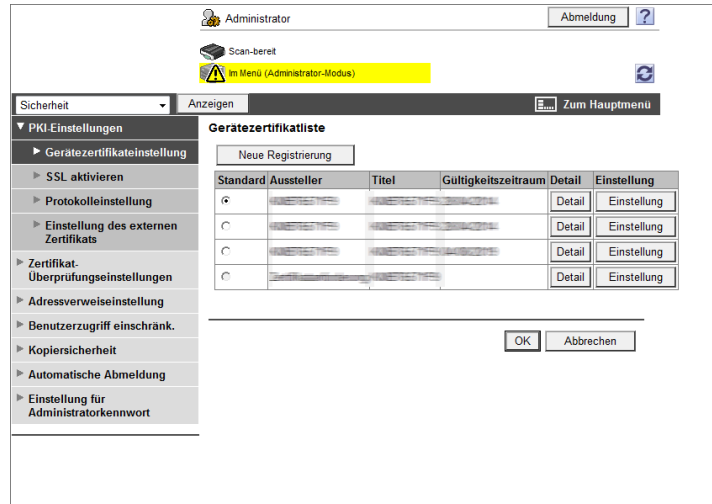 Administrator
Abmeldung
?
Scan-bereit
Im Menü (Administrator-Modus)
Sicherheit
Anzeigen
Zum Hauptmenü
PKI-Einstellungen
Gerätezertifikateinstellung
SSL aktivieren
Protokolleinstellung
Einstellung des externen
Zertifikats
Zertifikat-
Überprüfungseinstellungen
Adressverweiseinstellung
Benutzerzugriff einschränk.
Kopiersicherheit
Automatische Abmeldung
Einstellung für
Administratorkennwort
Gerätezertifikatliste
Neue Registrierung
Standard Aussteller Titel Gültigkeitszeitraum Detail Einstellung
Detail Einstellung
Detail Einstellung
Detail Einstellung
Detail Einstellung
OK Abbrechen